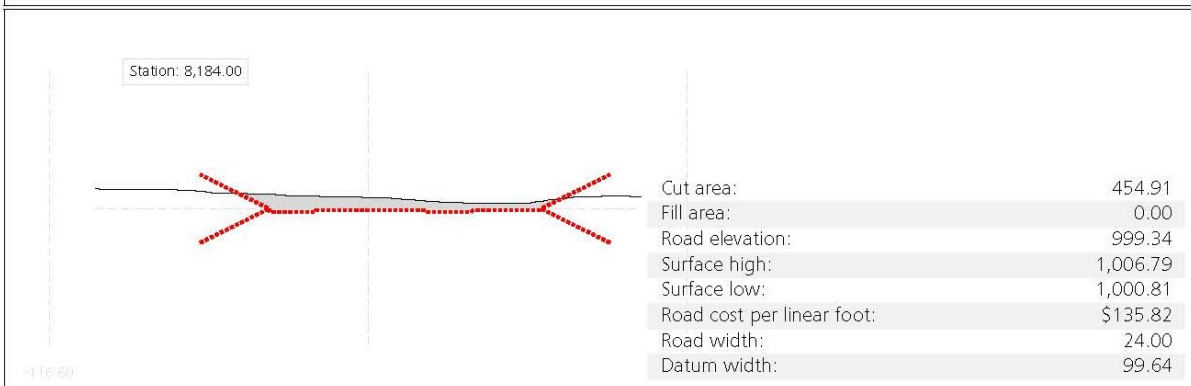 Station: 8,184.00
Cut area: 454.91
Fill area: 0.00
Road elevation: 999.34
Surface high: 1,006.79
Surface low: 1,000.81
Road cost per linear foot: $135.82
Road width: 24.00
Datum width: 99.64
-116.60